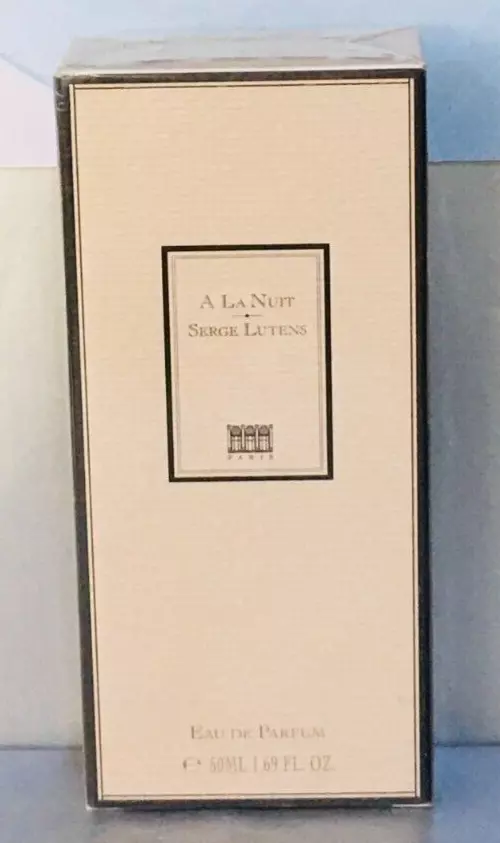 A La Nuit
Serge Lutens
PARIS
Eau de Parfum
℮ 50ML 1.69 FL. OZ.